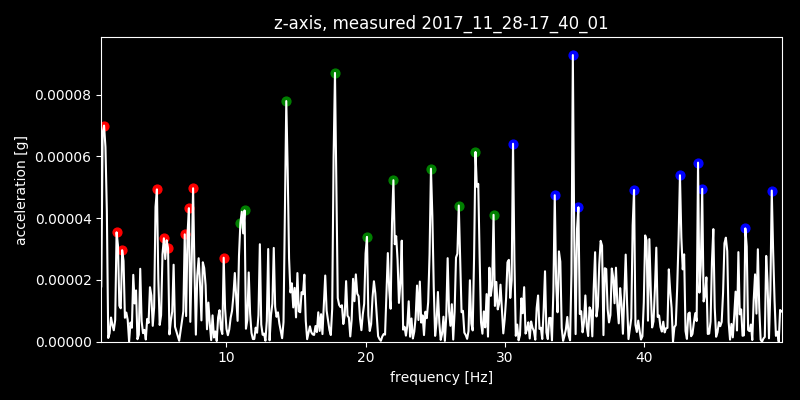 z-axis, measured 2017_11_28-17_40_01
acceleration [g]
0.00008
0.00006
0.00004
0.00002
0.00000
10 20 30 40
frequency [Hz]